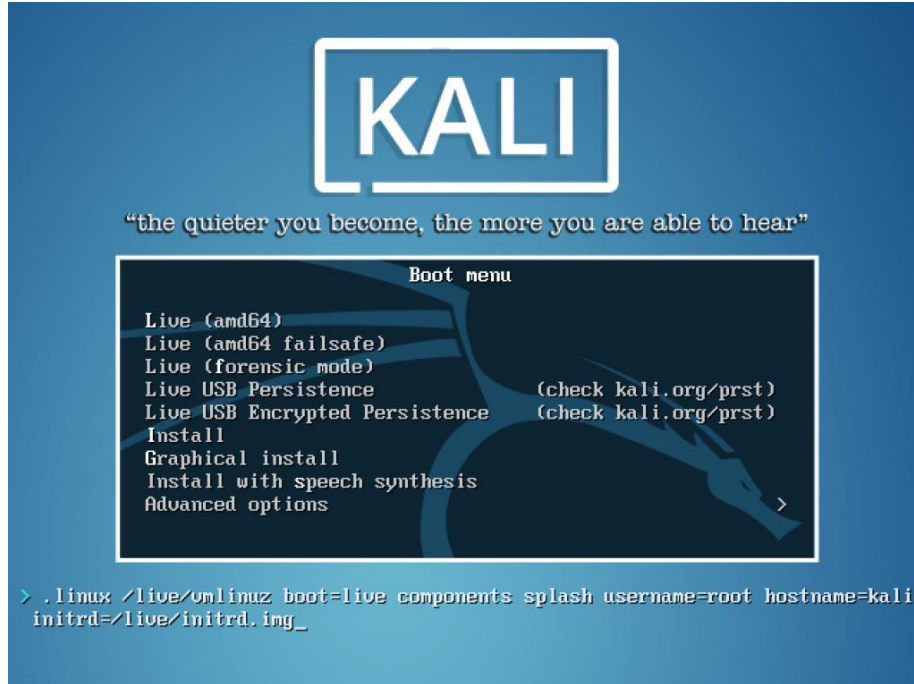 KALI
“the quieter you become, the more you are able to hear”
Boot menu
Live (amd64)
Live (amd64 failsafe)
Live (forensic mode)
Live USB Persistence (check kali.org/prst)
Live USB Encrypted Persistence (check kali.org/prst)
Install
Graphical install
Install with speech synthesis
Advanced options >
> .linux /live/vmlinuz boot=live components splash username=root hostname=kali
initrd=/live/initrd.img_